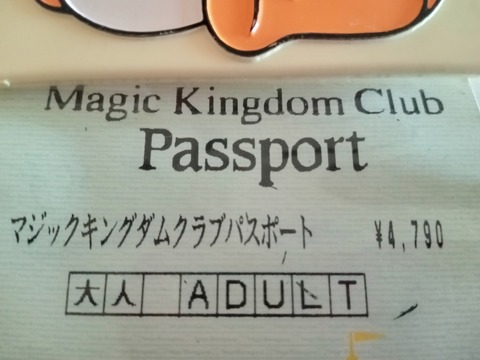 Magic Kingdom Club
Passport
マジックキングダムクラブパスポート ¥4,790
大人 ADULT